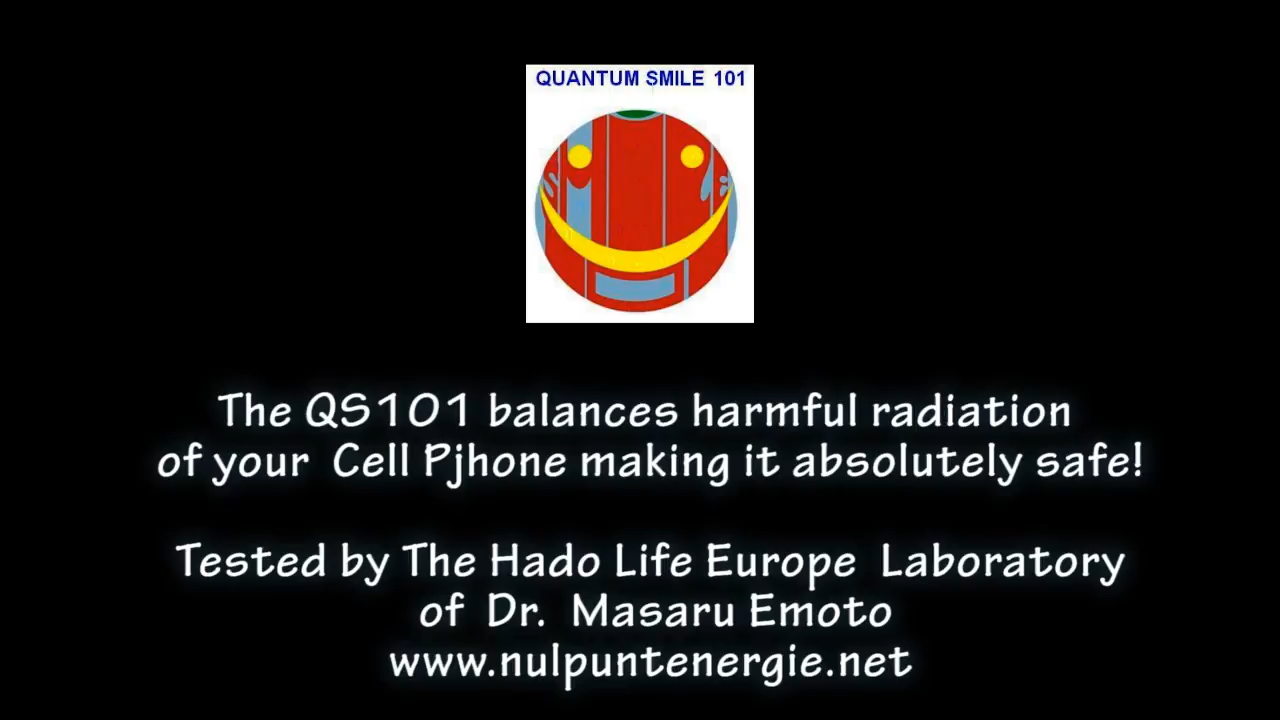 QUANTUM SMILE 101
The QS101 balances harmful radiation
of your Cell Pjhone making it absolutely safe!
Tested by The Hado Life Europe Laboratory
of Dr. Masaru Emoto
www.nulpuntenergie.net